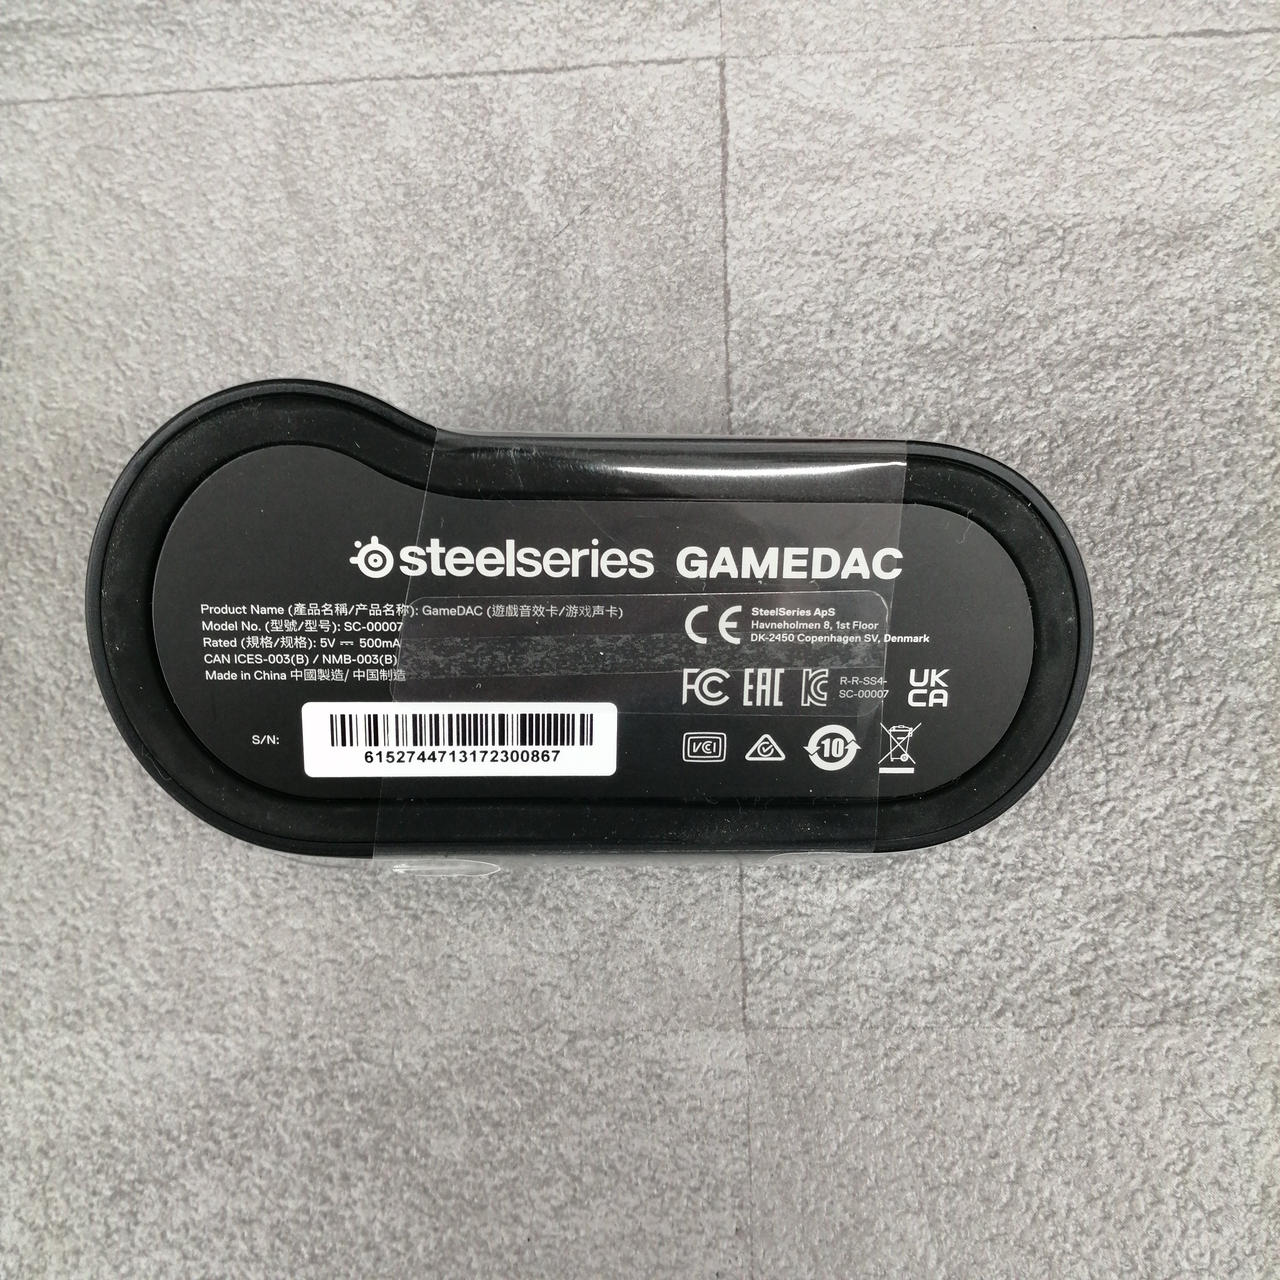 steelseries GAMEDAC
Product Name (產品名稱/产品名称): GameDAC (遊戲音效卡/游戏声卡)
Model No. (型號/型号): SC-00007
Rated (規格/规格): 5V ⎓ 500mA
CAN ICES-003(B) / NMB-003(B)
Made in China 中國製造/ 中国制造
S/N:
6152744713172300867
CE
SteelSeries ApS
Havneholmen 8, 1st Floor
DK-2450 Copenhagen SV, Denmark
FC EAC KC
R-R-SS4-
SC-00007
UK
CA
VCI
10